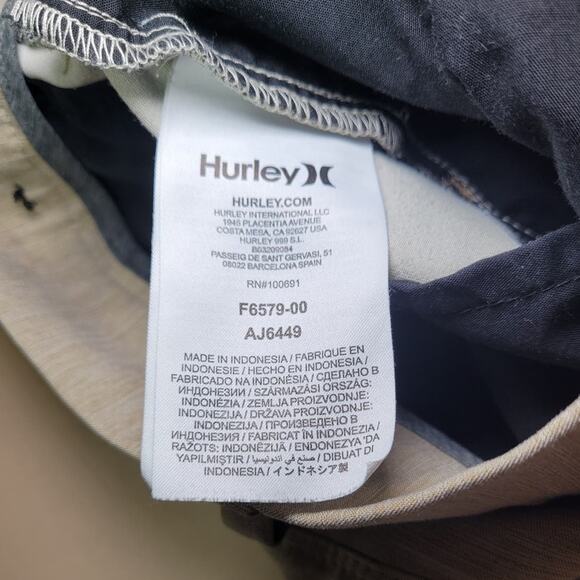 Hurley
HURLEY.COM
HURLEY INTERNATIONAL LLC
1945 PLACENTIA AVENUE
COSTA MESA, CA 92627 USA
HURLEY 999 S.L.
B63209084
PASSEIG DE SANT GERVASI, 51
08022 BARCELONA SPAIN
RN#100691
F6579-00
AJ6449
MADE IN INDONESIA / FABRIQUE EN
INDONESIE / HECHO EN INDONESIA /
FABRICADO NA INDONÉSIA / СДЕЛАНО В
ИНДОНЕЗИИ / SZÁRMAZÁSI ORSZÁG:
INDONÉZIA / ZEMLJA PROIZVODNJE:
INDONEZIJA / DRŽAVA PROIZVODNJE:
INDONEZIJA / ПРОИЗВЕДЕНО В
ИНДОНЕЗИЯ / FABRICAT ÎN INDONEZIA /
RAŽOTS: INDONĒZIJĀ / ENDONEZYA 'DA
YAPILMIŞTIR / صنع في اندونيسيا / DIBUAT DI
INDONESIA / インドネシア製